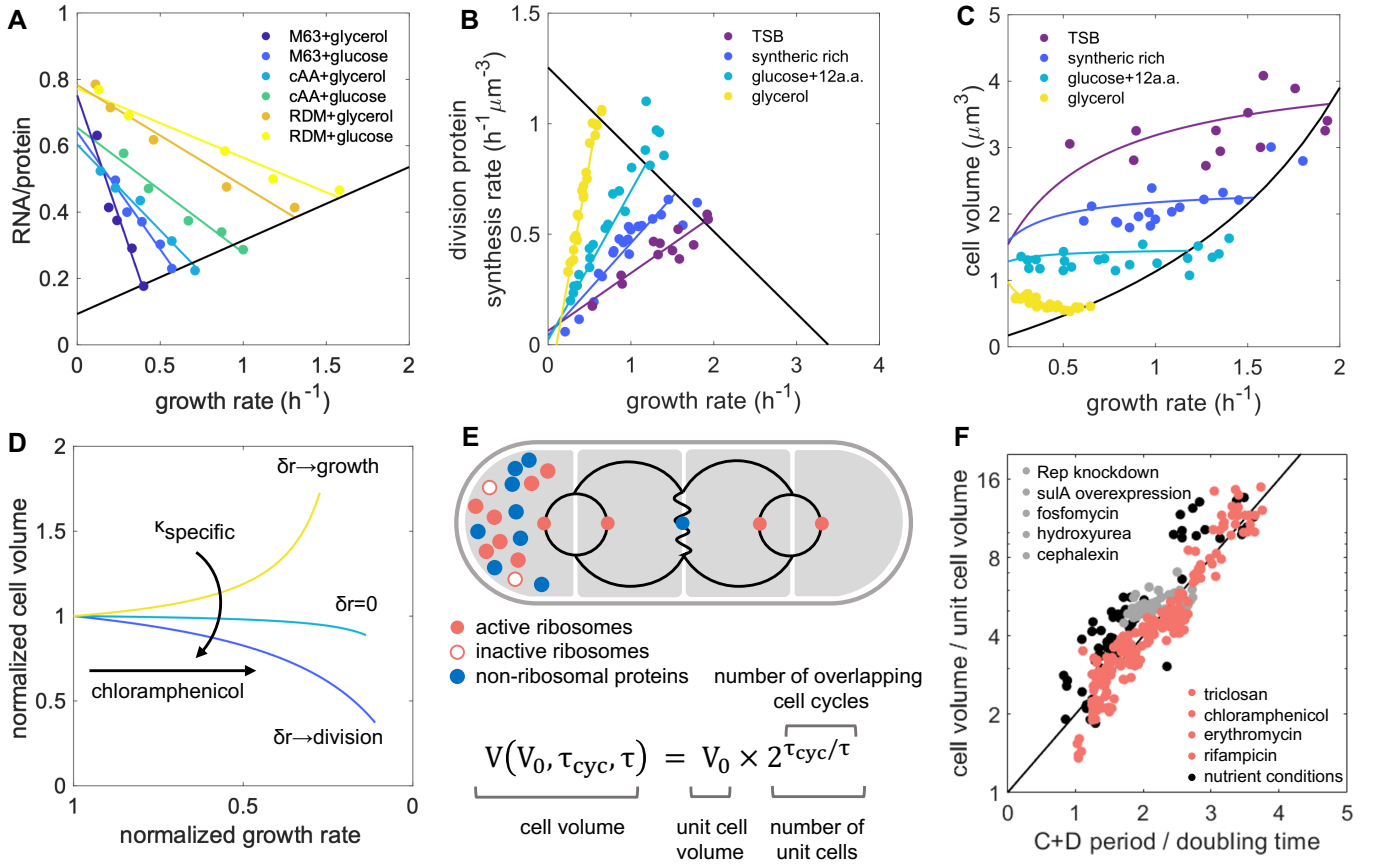 A
1
0.8
0.6
0.4
0.2
0
RNA/protein
M63+glycerol
M63+glucose
cAA+glycerol
cAA+glucose
RDM+glycerol
RDM+glucose
0 0.5 1 1.5 2
growth rate (h-1)
B
1.5
1
0.5
0
division protein
synthesis rate (h-1μm-3)
TSB
syntheric rich
glucose+12a.a.
glycerol
0 1 2 3 4
growth rate (h-1)
C
5
4
3
2
1
0
cell volume (μm3)
TSB
syntheric rich
glucose+12a.a.
glycerol
0.5 1 1.5 2
growth rate (h-1)
D
2
1.5
1
0.5
0
normalized cell volume
δr→growth
κspecific
δr=0
chloramphenicol
δr→division
1 0.5 0
normalized growth rate
E
active ribosomes
inactive ribosomes
non-ribosomal proteins
number of overlapping
cell cycles
V(V0, τcyc, τ) = V0 × 2τcyc/τ
cell volume
unit cell
volume
number of
unit cells
F
16
8
4
2
1
cell volume / unit cell volume
Rep knockdown
sulA overexpression
fosfomycin
hydroxyurea
cephalexin
triclosan
chloramphenicol
erythromycin
rifampicin
nutrient conditions
0 1 2 3 4 5
C+D period / doubling time